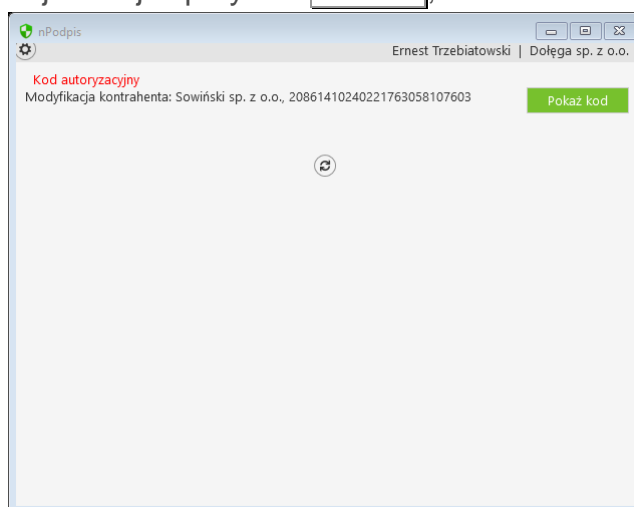 nPodpis
Ernest Trzebiatowski | Dołęga sp. z o.o.
Kod autoryzacyjny
Modyfikacja kontrahenta: Sowiński sp. z o.o., 20861410240221763058107603
Pokaż kod